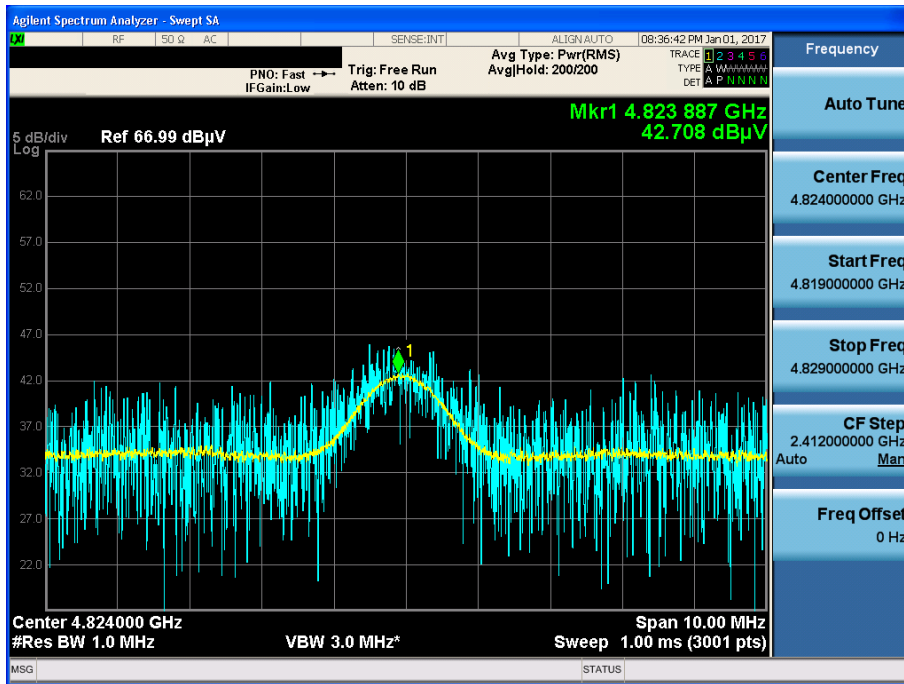 Agilent Spectrum Analyzer - Swept SA
LXI RF 50 Ω AC SENSE:INT ALIGN AUTO 08:36:42 PM Jan 01, 2017
PNO: Fast Trig: Free Run Avg Type: Pwr(RMS) TRACE 1 2 3 4 5 6
IFGain:Low Atten: 10 dB Avg|Hold: 200/200 TYPE A WWWWW
DET A P N N N N
Mkr1 4.823 887 GHz
42.708 dBµV
5 dB/div Ref 66.99 dBµV
Log
62.0
57.0
52.0
47.0
42.0
37.0
32.0
27.0
22.0
1
Center 4.824000 GHz Span 10.00 MHz
#Res BW 1.0 MHz VBW 3.0 MHz* Sweep 1.00 ms (3001 pts)
MSG STATUS
Frequency
Auto Tune
Center Freq
4.824000000 GHz
Start Freq
4.819000000 GHz
Stop Freq
4.829000000 GHz
CF Step
2.412000000 GHz
Auto Man
Freq Offset
0 Hz